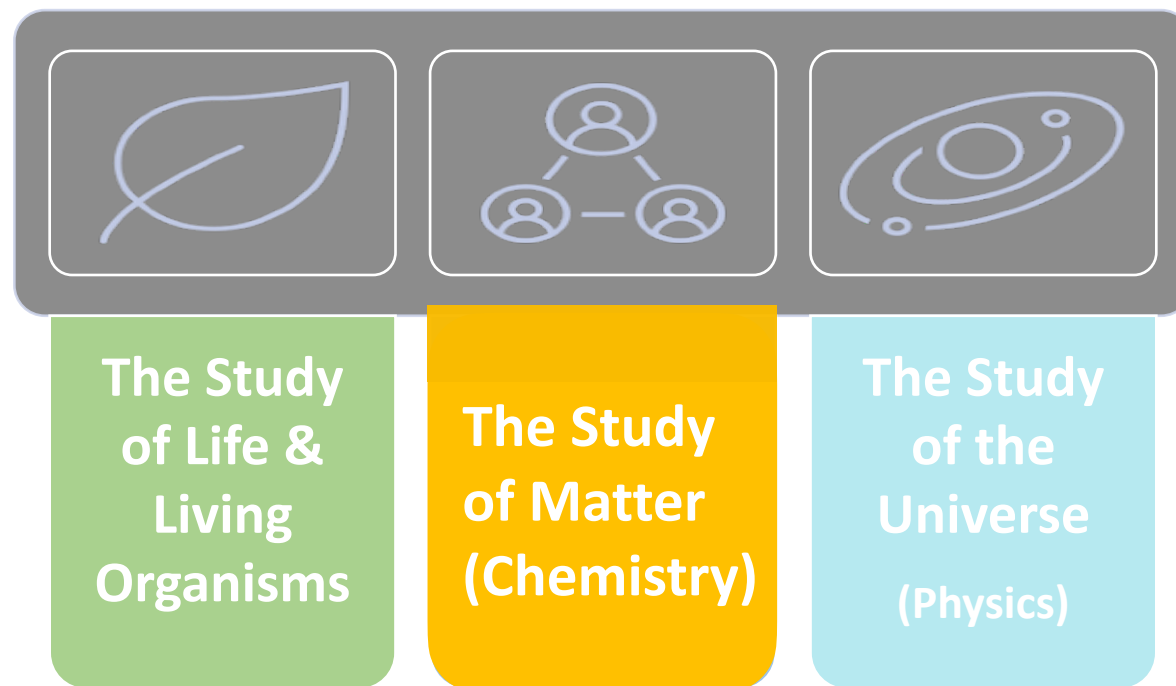 The Study
of Life &
Living
Organisms
The Study
of Matter
(Chemistry)
The Study
of the
Universe
(Physics)